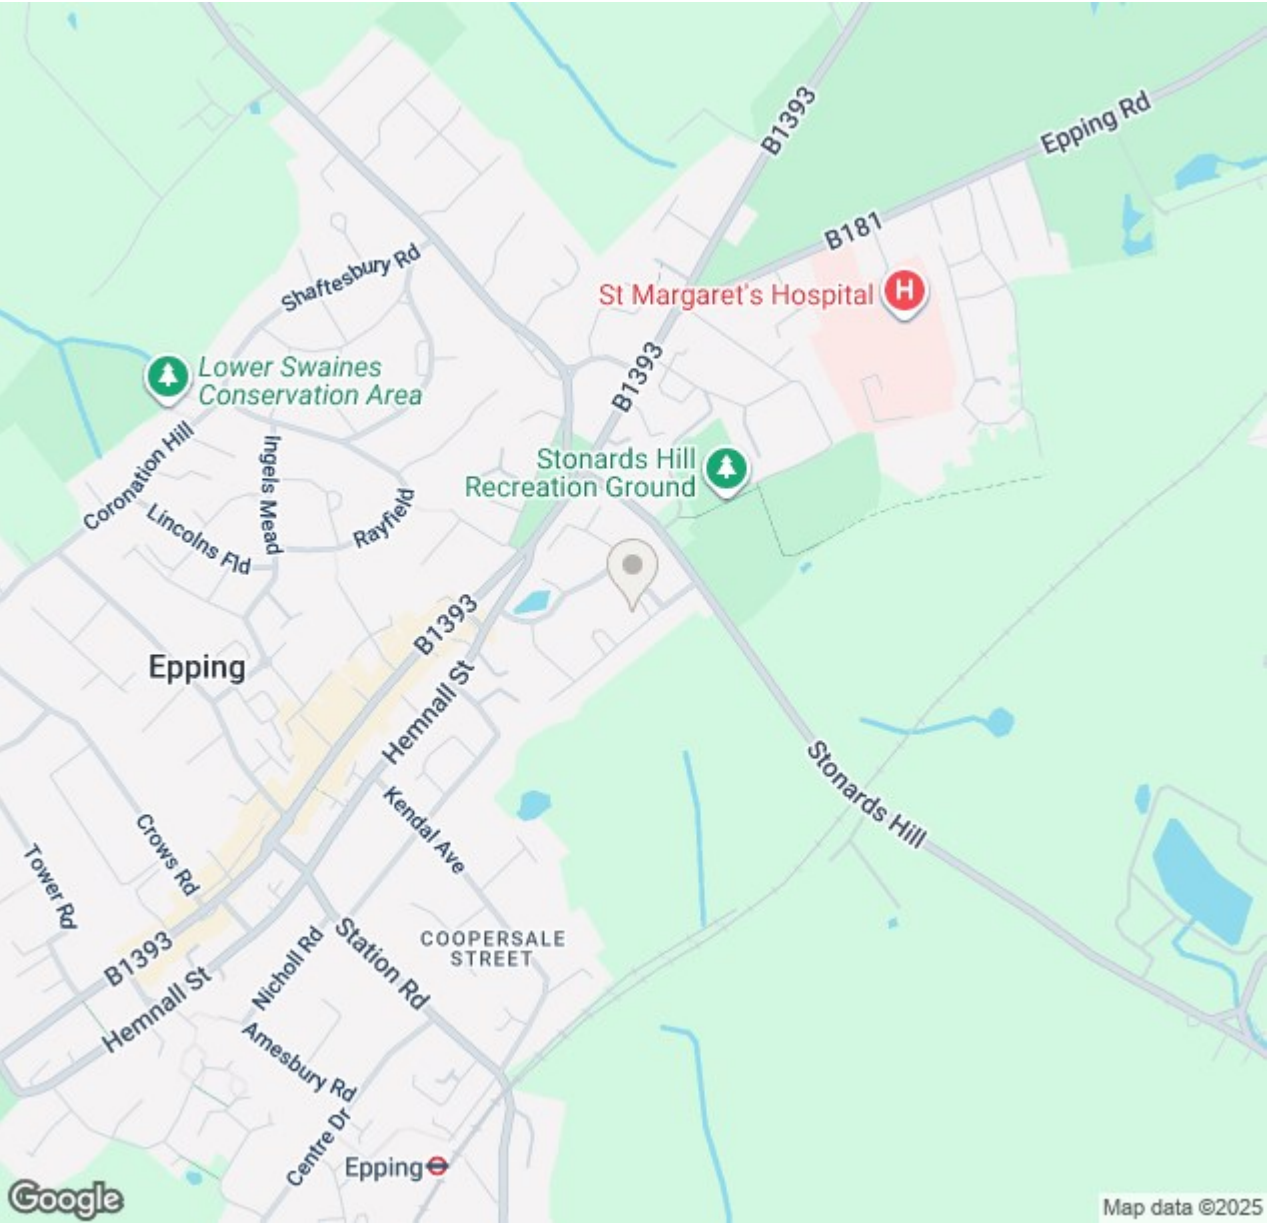 B1393
Epping Rd
B181
Shaftesbury Rd
St Margaret's Hospital
H
B1393
Lower Swaines
Conservation Area
Coronation Hill
Ingels Mead
Stonards Hill
Recreation Ground
Rayfield
Lincolns Fld
B1393
Epping
Hemnall St
Stonards Hill
Kendal Ave
Crows Rd
Tower Rd
COOPERSALE
STREET
Station Rd
B1393
Nicholl Rd
Hemnall St
Amesbury Rd
Centre Dr
Epping
Google
Map data ©2025